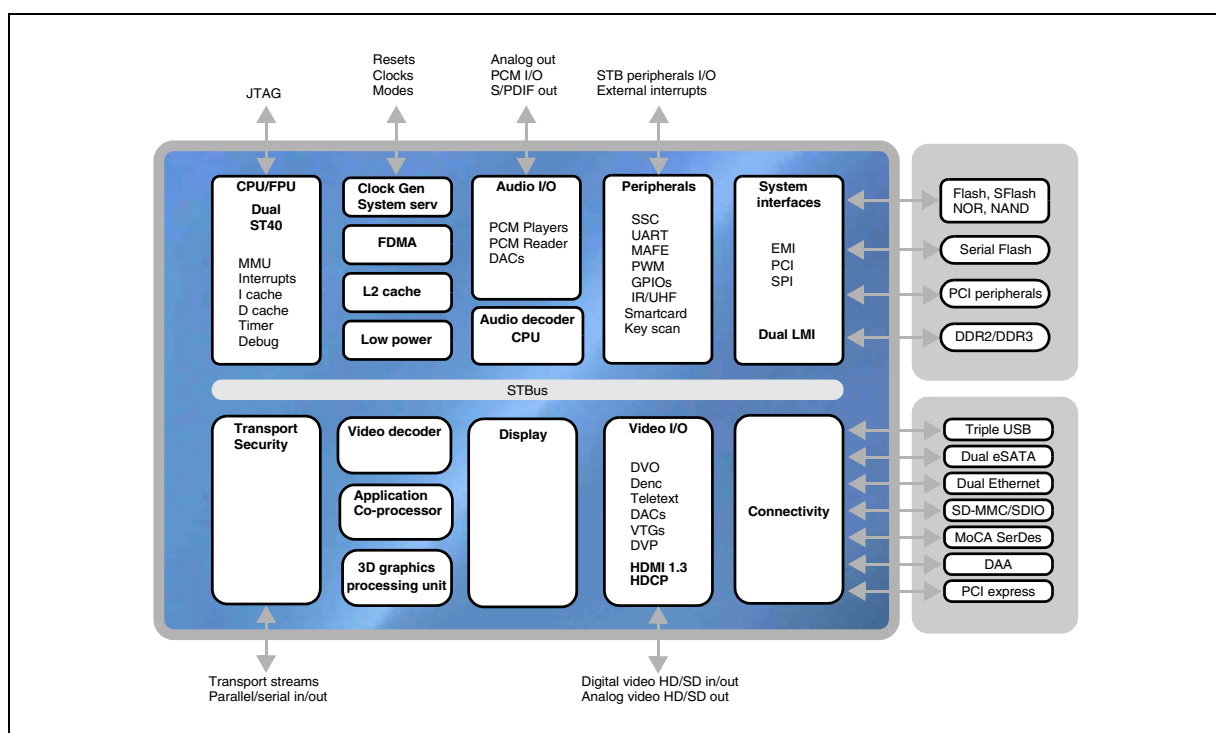 Resets
Clocks
Modes
Analog out
PCM I/O
S/PDIF out
STB peripherals I/O
External interrupts
JTAG
CPU/FPU
Dual
ST40
MMU
Interrupts
I cache
D cache
Timer
Debug
Clock Gen
System serv
FDMA
L2 cache
Low power
Audio I/O
PCM Players
PCM Reader
DACs
Audio decoder
CPU
Peripherals
SSC
UART
MAFE
PWM
GPIOs
IR/UHF
Smartcard
Key scan
System
interfaces
EMI
PCI
SPI
Dual LMI
Flash, SFlash
NOR, NAND
Serial Flash
PCI peripherals
DDR2/DDR3
STBus
Transport
Security
Video decoder
Application
Co-processor
3D graphics
processing unit
Display
Video I/O
DVO
Denc
Teletext
DACs
VTGs
DVP
HDMI 1.3
HDCP
Connectivity
Triple USB
Dual eSATA
Dual Ethernet
SD-MMC/SDIO
MoCA SerDes
DAA
PCI express
Transport streams
Parallel/serial in/out
Digital video HD/SD in/out
Analog video HD/SD out